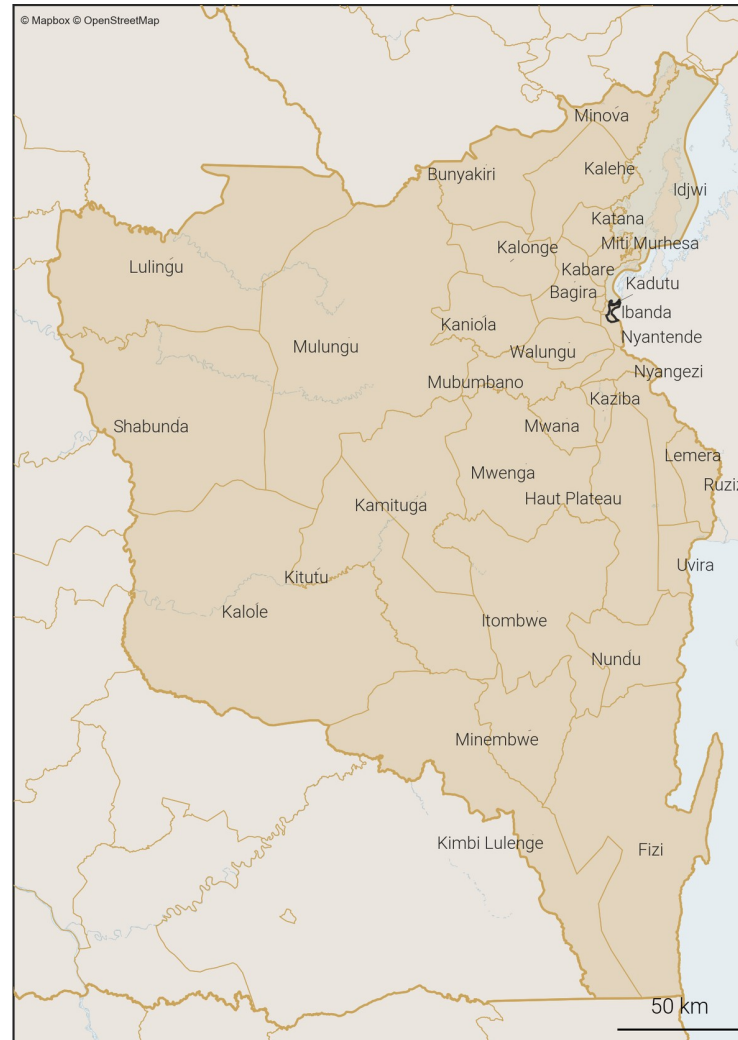 © Mapbox © OpenStreetMap
Minova
Bunyakiri
Kalehe
Idjwi
Katana
Kalonge
Miti Murhesa
Lulingu
Kabare
Kadutu
Bagira
Ibanda
Kaniola
Nyantende
Mulungu
Walungu
Nyangezi
Mubumbano
Kaziba
Shabunda
Mwana
Lemera
Mwenga
Ruziz
Haut Plateau
Kamituga
Uvira
Kitutu
Kalole
Itombwe
Nundu
Minembwe
Kimbi Lulenge
Fizi
50 km